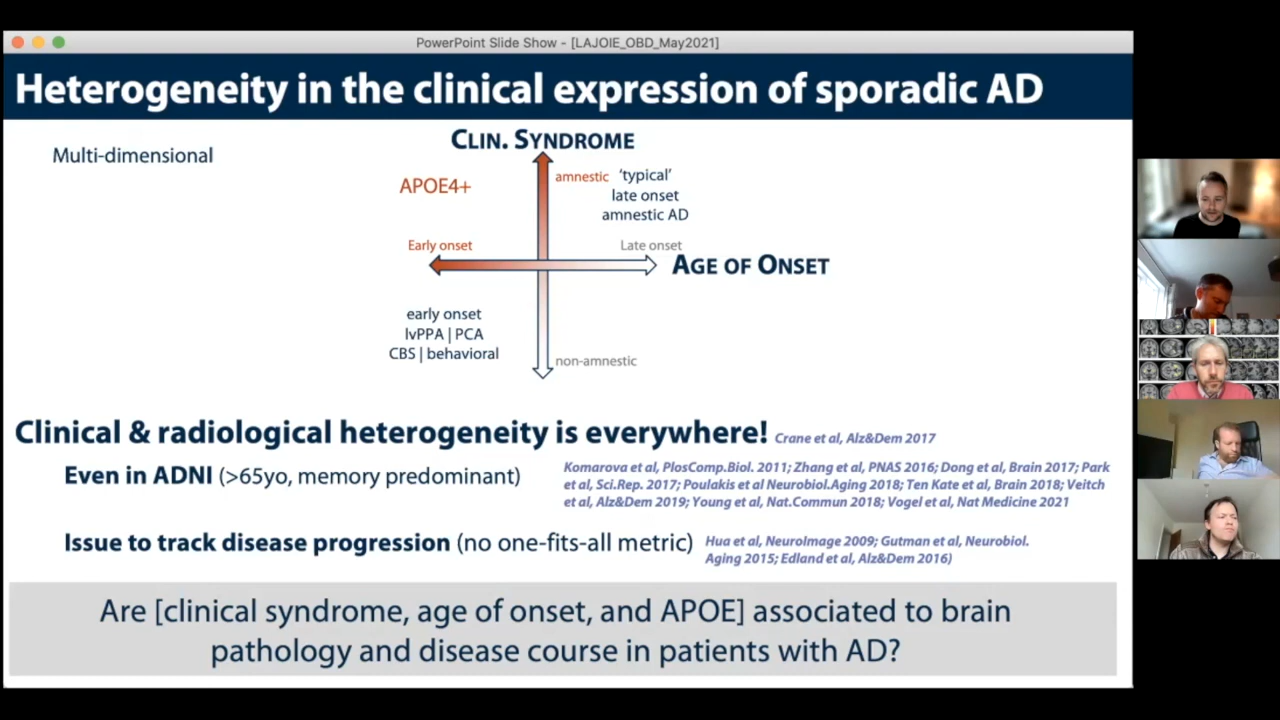 PowerPoint Slide Show - [LAJOIE_OBD_May2021]
Heterogeneity in the clinical expression of sporadic AD
Multi-dimensional
CLIN. SYNDROME
APOE4+
amnestic
'typical'
late onset
amnestic AD
Early onset
Late onset
AGE OF ONSET
early onset
lvPPA | PCA
CBS | behavioral
non-amnestic
Clinical & radiological heterogeneity is everywhere! Crane et al, Alz&Dem 2017
Even in ADNI (>65yo, memory predominant)
Komarova et al, PlosComp.Biol. 2011; Zhang et al, PNAS 2016; Dong et al, Brain 2017; Park
et al, Sci.Rep. 2017; Poulakis et al Neurobiol.Aging 2018; Ten Kate et al, Brain 2018; Veitch
et al, Alz&Dem 2019; Young et al, Nat.Commun 2018; Vogel et al, Nat Medicine 2021
Issue to track disease progression (no one-fits-all metric)
Hua et al, NeuroImage 2009; Gutman et al, Neurobiol.
Aging 2015; Edland et al, Alz&Dem 2016)
Are [clinical syndrome, age of onset, and APOE] associated to brain
pathology and disease course in patients with AD?